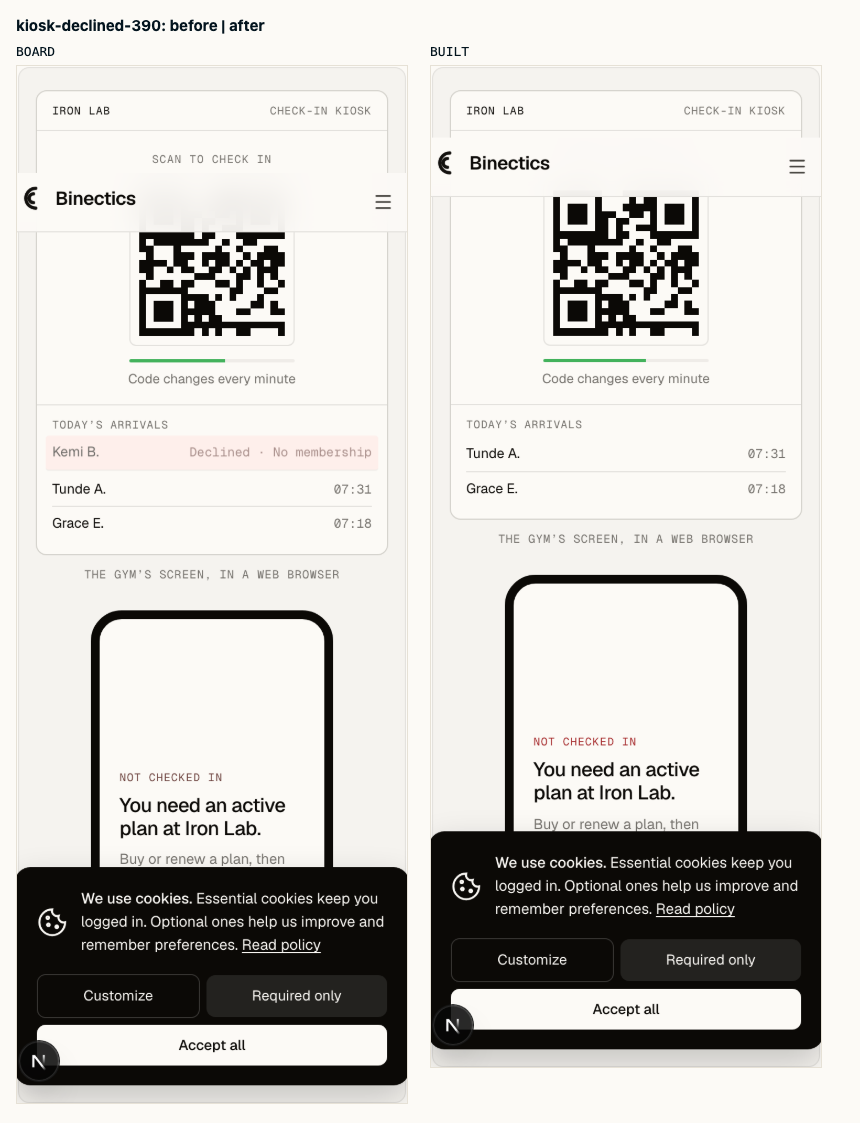 kiosk-declined-390: before | after
BOARD
IRON LAB CHECK-IN KIOSK
SCAN TO CHECK IN
Binectics
Code changes every minute
TODAY'S ARRIVALS
Kemi B. Declined · No membership
Tunde A. 07:31
Grace E. 07:18
THE GYM'S SCREEN, IN A WEB BROWSER
NOT CHECKED IN
You need an active
plan at Iron Lab.
Buy or renew a plan, then
We use cookies. Essential cookies keep you
logged in. Optional ones help us improve and
remember preferences. Read policy
Customize Required only
Accept all
N
BUILT
IRON LAB CHECK-IN KIOSK
Binectics
Code changes every minute
TODAY'S ARRIVALS
Tunde A. 07:31
Grace E. 07:18
THE GYM'S SCREEN, IN A WEB BROWSER
NOT CHECKED IN
You need an active
plan at Iron Lab.
Buy or renew a plan, then
We use cookies. Essential cookies keep you
logged in. Optional ones help us improve and
remember preferences. Read policy
Customize Required only
Accept all
N